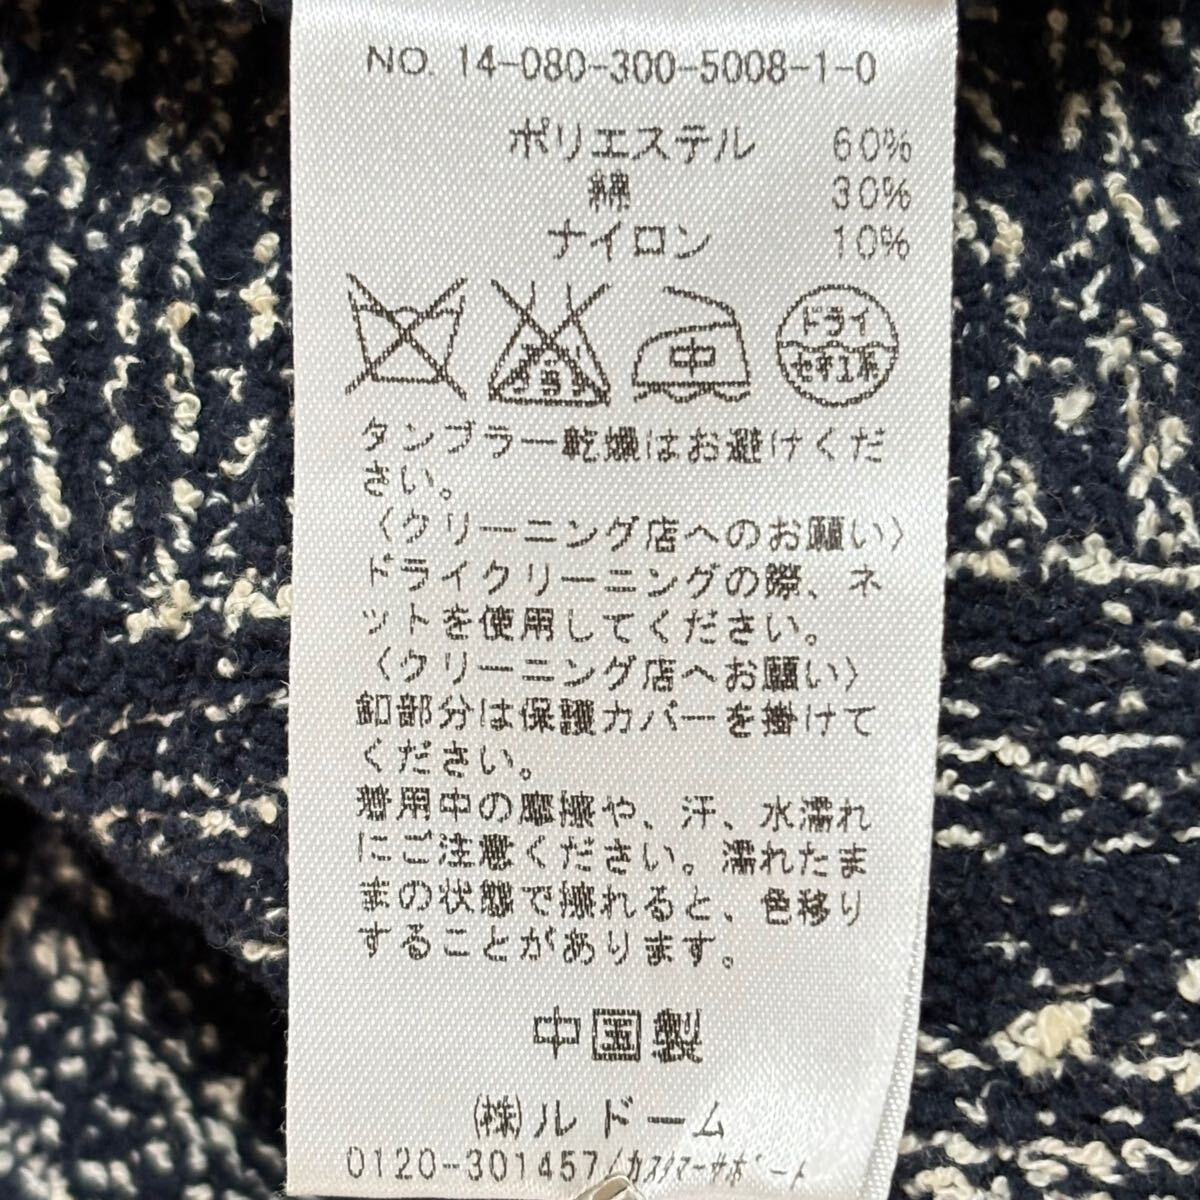 NO. 14-080-300-5008-1-0
ポリエステル 60%
綿 30%
ナイロン 10%
エンソ サラシ
中
ドライ
セキユ系
タンブラー乾燥はお避けくだ
さい。
〈クリーニング店へのお願い〉
ドライクリーニングの際、ネ
ットを使用してください。
〈クリーニング店へお願い〉
釦部分は保護カバーを掛けて
ください。
着用中の摩擦や、汗、水濡れ
にご注意ください。濡れたま
まの状態で擦れると、色移り
することがあります。
中国製
(株)ルドーム
0120-301457/カスタマーサポート